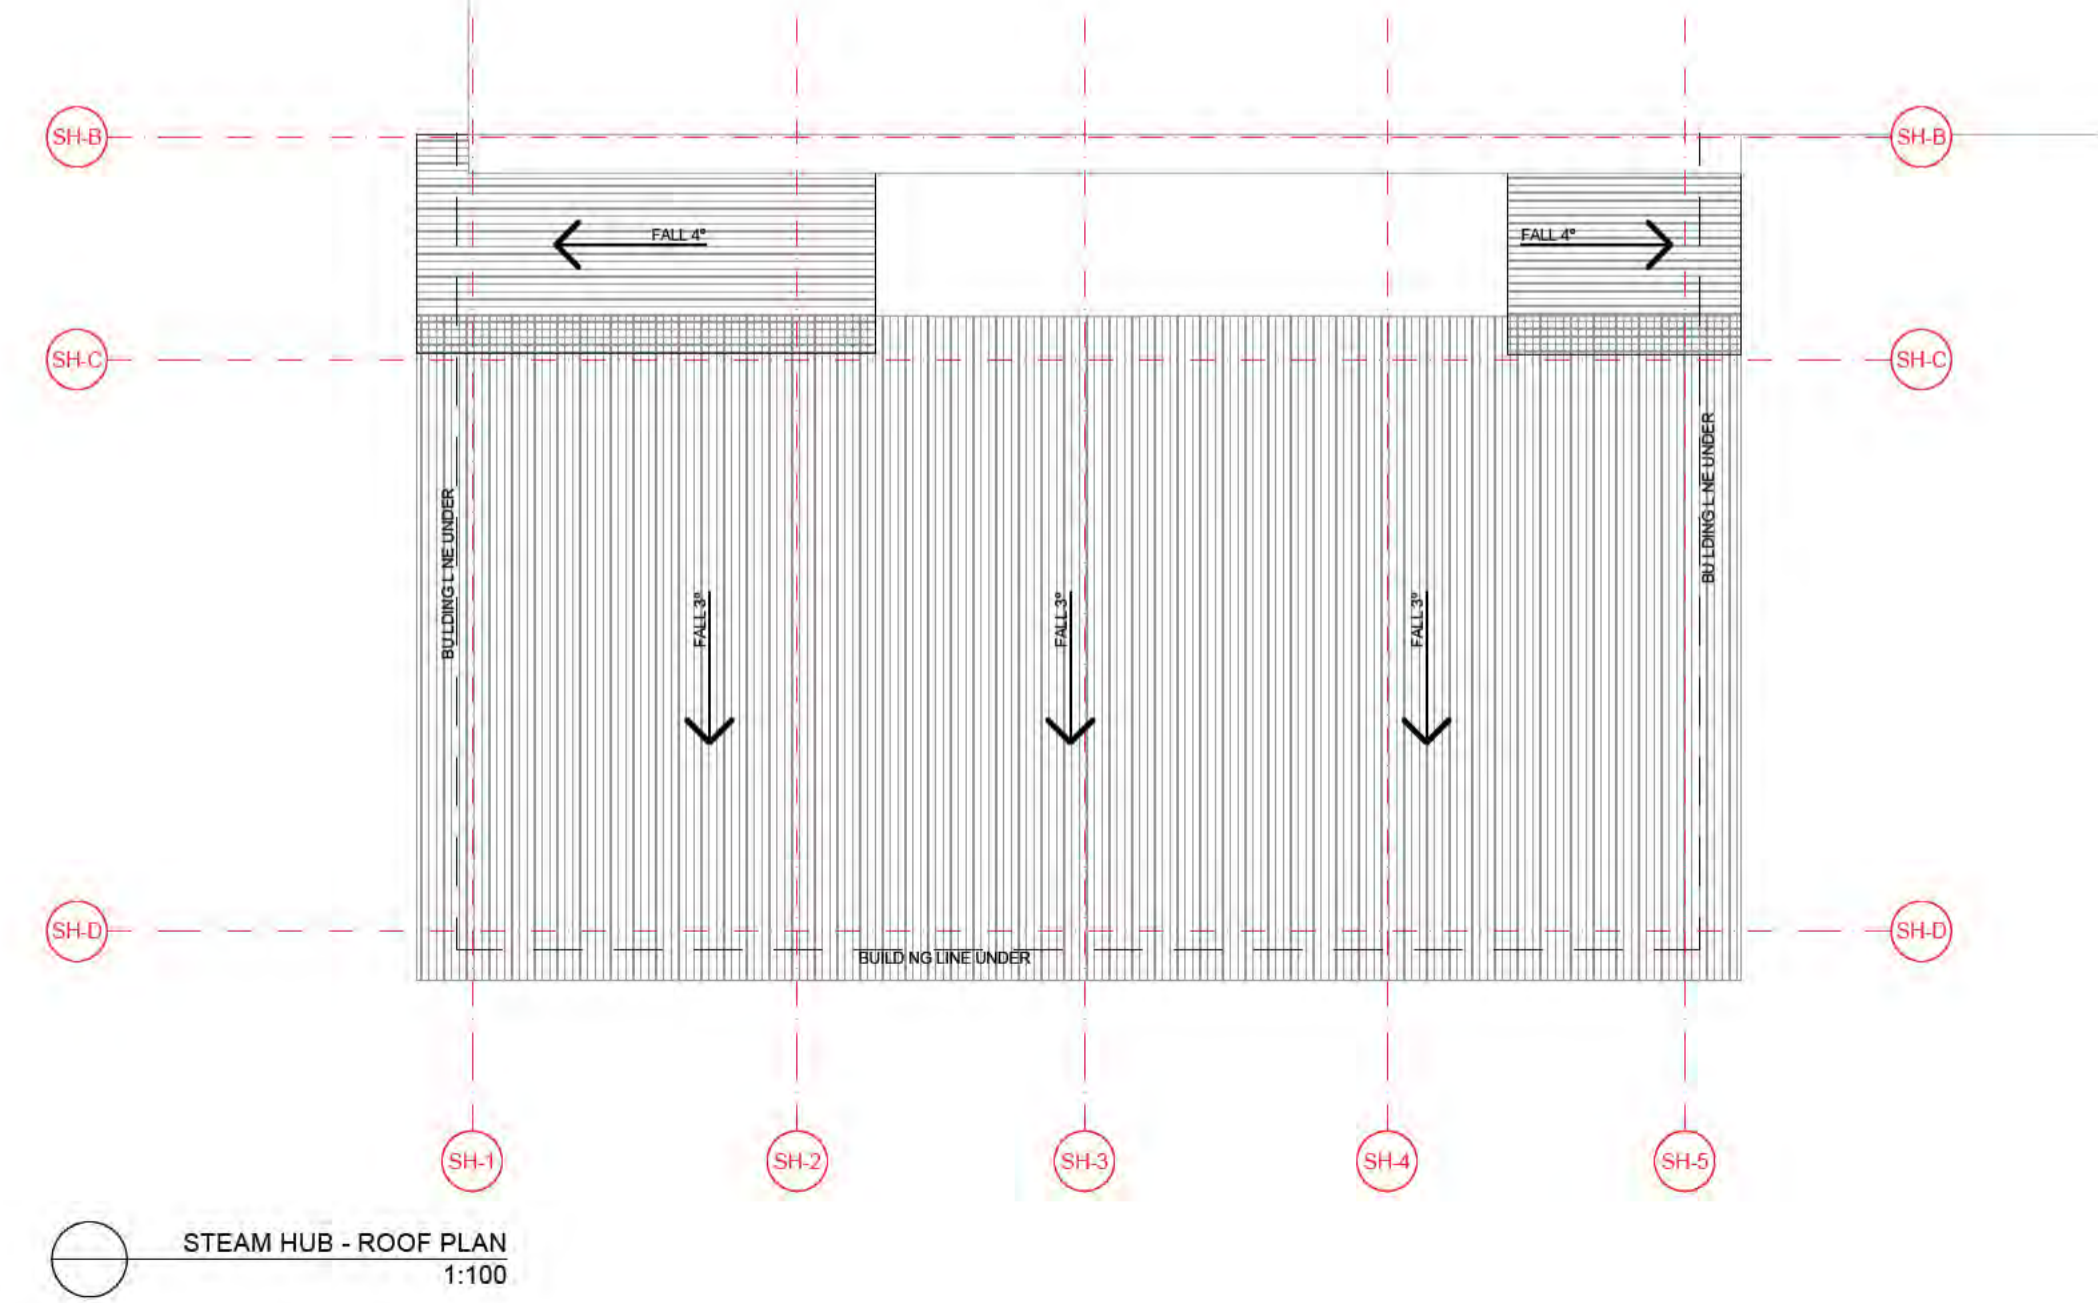 SH-B
SH-B
FALL 4°
FALL 4°
SH-C
SH-C
BU LDING L NE UNDER
BU LDING L NE UNDER
FALL 3°
FALL 3°
FALL 3°
SH-D
SH-D
BUILD NG LINE UNDER
SH-1
SH-2
SH-3
SH-4
SH-5
STEAM HUB - ROOF PLAN
1:100